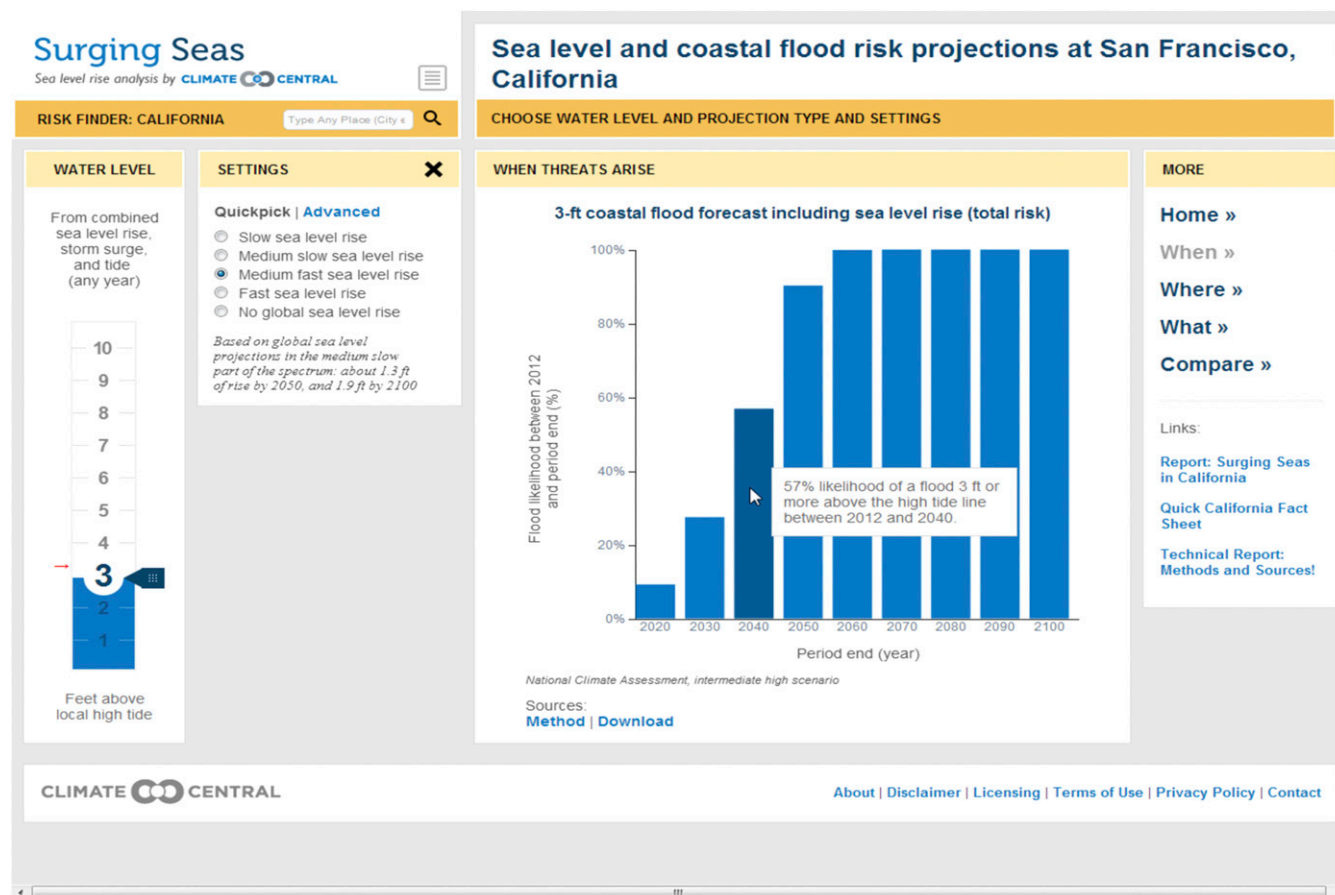 Surging Seas
Sea level rise analysis by CLIMATE CENTRAL
RISK FINDER: CALIFORNIA
Type Any Place (City e
Sea level and coastal flood risk projections at San Francisco,
California
CHOOSE WATER LEVEL AND PROJECTION TYPE AND SETTINGS
WATER LEVEL
From combined
sea level rise,
storm surge,
and tide
(any year)
10
9
8
7
6
5
4
3
2
1
Feet above
local high tide
SETTINGS
Quickpick | Advanced
Slow sea level rise
Medium slow sea level rise
Medium fast sea level rise
Fast sea level rise
No global sea level rise
Based on global sea level
projections in the medium slow
part of the spectrum: about 1.3 ft
of rise by 2050, and 1.9 ft by 2100
WHEN THREATS ARISE
3-ft coastal flood forecast including sea level rise (total risk)
Flood likelihood between 2012
and period end (%)
100%
80%
60%
40%
20%
0%
57% likelihood of a flood 3 ft or
more above the high tide line
between 2012 and 2040.
2020 2030 2040 2050 2060 2070 2080 2090 2100
Period end (year)
National Climate Assessment, intermediate high scenario
Sources:
Method | Download
MORE
Home »
When »
Where »
What »
Compare »
Links:
Report: Surging Seas
in California
Quick California Fact
Sheet
Technical Report:
Methods and Sources!
CLIMATE CENTRAL
About | Disclaimer | Licensing | Terms of Use | Privacy Policy | Contact